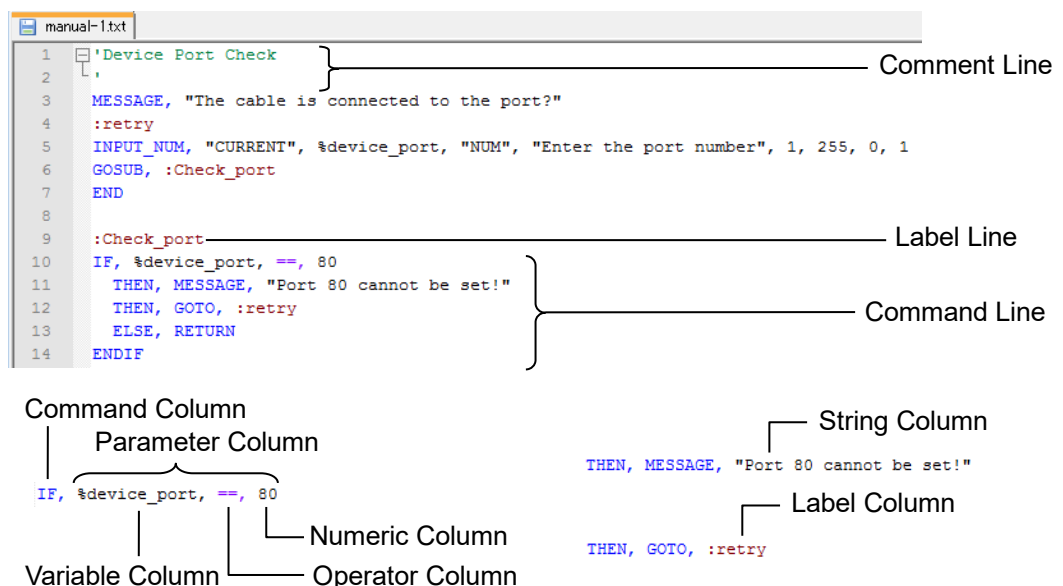 manual-1.txt
1 'Device Port Check
2 '
Comment Line
3 MESSAGE, "The cable is connected to the port?"
4 :retry
5 INPUT_NUM, "CURRENT", %device_port, "NUM", "Enter the port number", 1, 255, 0, 1
6 GOSUB, :Check_port
7 END
8
9 :Check_port
Label Line
10 IF, %device_port, ==, 80
11 THEN, MESSAGE, "Port 80 cannot be set!"
12 THEN, GOTO, :retry
Command Line
13 ELSE, RETURN
14 ENDIF
Command Column
Parameter Column
IF, %device_port, ==, 80
Numeric Column
Variable Column
Operator Column
String Column
THEN, MESSAGE, "Port 80 cannot be set!"
Label Column
THEN, GOTO, :retry